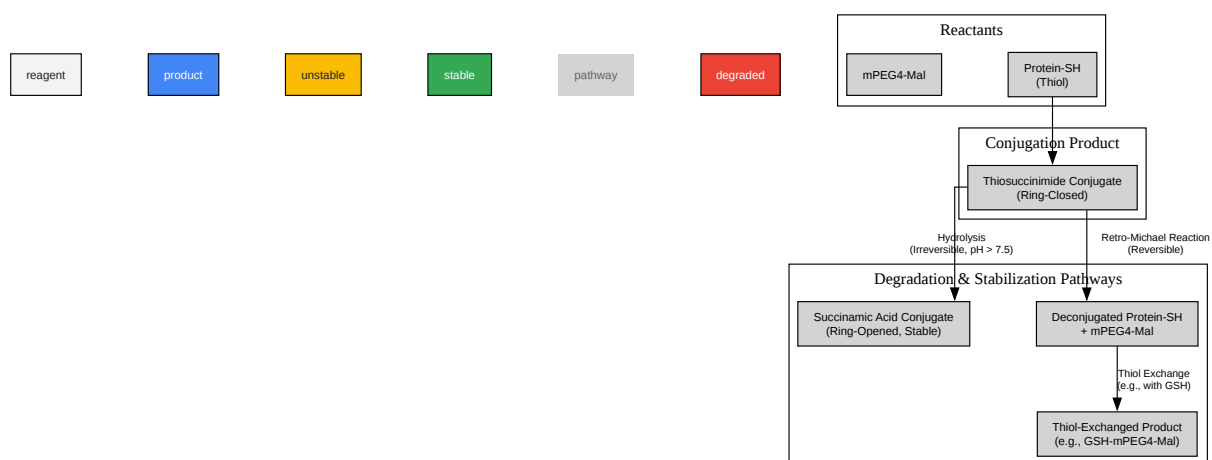 reagent
product
unstable
stable
pathway
degraded
Reactants
mPEG4-Mal
Protein-SH
(Thiol)
Conjugation Product
Thiosuccinimide Conjugate
(Ring-Closed)
Hydrolysis
(Irreversible, pH > 7.5)
Retro-Michael Reaction
(Reversible)
Degradation & Stabilization Pathways
Succinamic Acid Conjugate
(Ring-Opened, Stable)
Deconjugated Protein-SH
+ mPEG4-Mal
Thiol Exchange
(e.g., with GSH)
Thiol-Exchanged Product
(e.g., GSH-mPEG4-Mal)